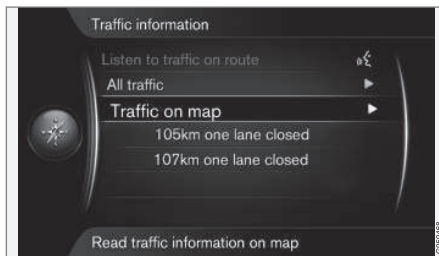 Traffic information
Listen to traffic on route
All traffic
Traffic on map
105km one lane closed
107km one lane closed
Read traffic information on map